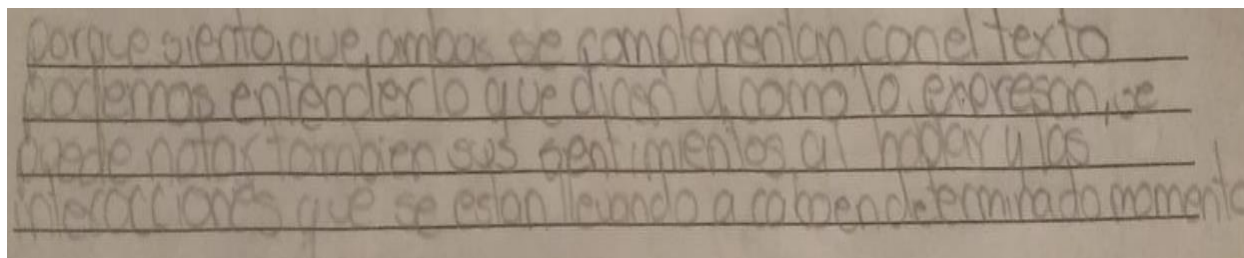 porque siento, que, ambas se complementan, con el texto
podemos entender lo que dicen y como lo, expresan, se
puede notar tambien sus sentimientos al hablar y las
interacciones que se estan llevando a cabo en determinado momento